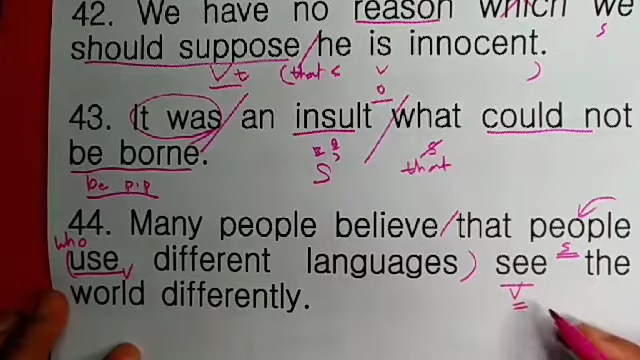 42. We have no reason which we
s
should suppose he is innocent.
Vt (that s v )
o
43. It was an insult what could not
be borne.
be p.p S that
44. Many people believe that people
who
use different languages ) see s the
v
world differently. V